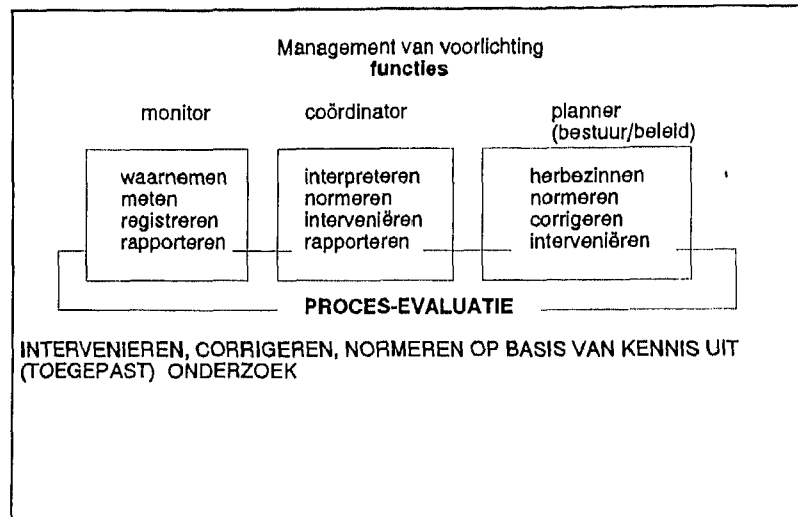 Management van voorlichting
functies
monitor
coördinator
planner
(bestuur/beleid)
waarnemen
meten
registreren
rapporteren
interpreteren
normeren
interveniëren
rapporteren
herbezinnen
normeren
corrigeren
interveniëren
PROCES-EVALUATIE
INTERVENIEREN, CORRIGEREN, NORMEREN OP BASIS VAN KENNIS UIT
(TOEGEPAST) ONDERZOEK